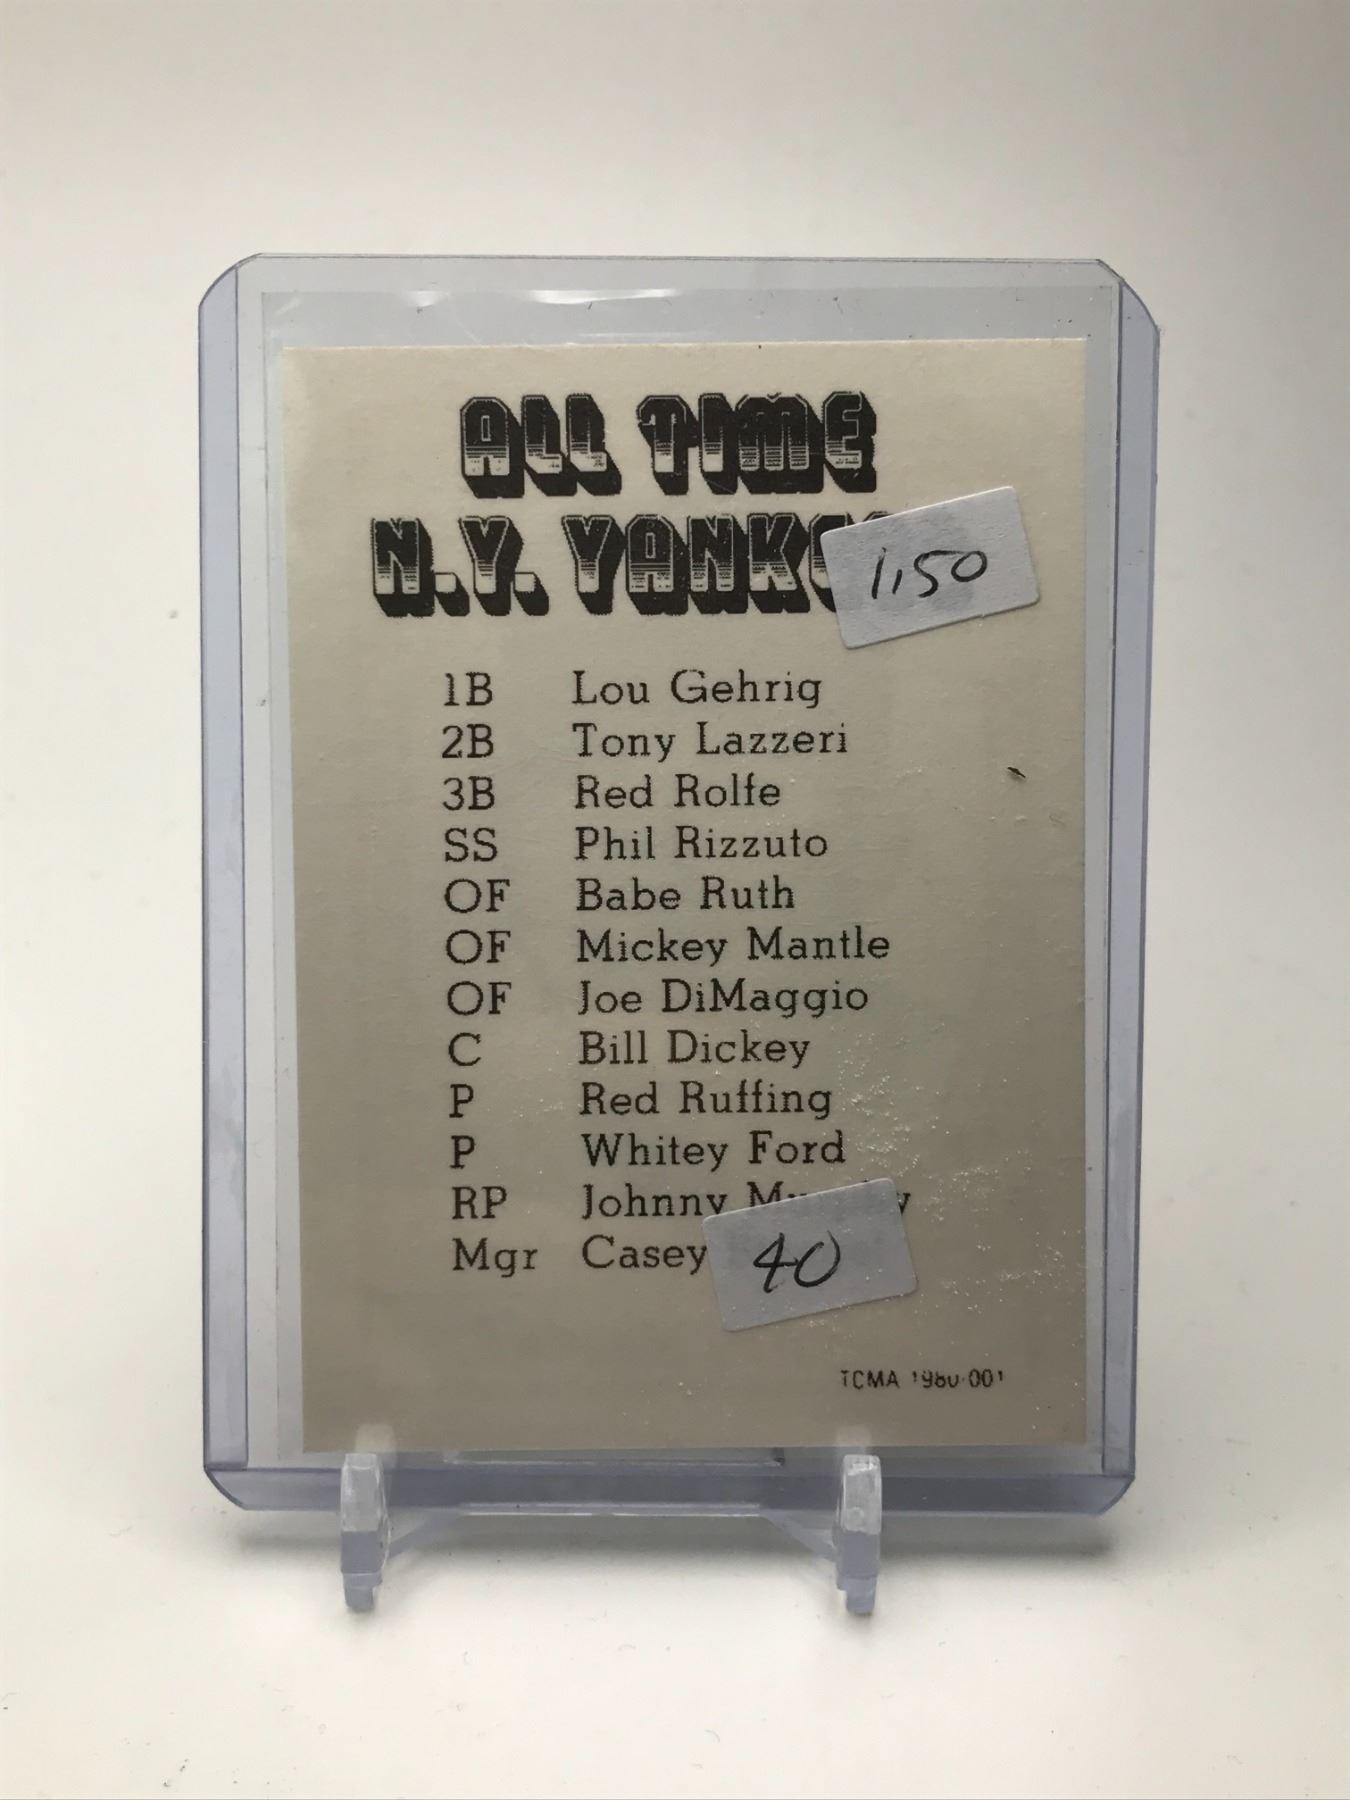 ALL TIME
N.Y. YANK
1.50
1B Lou Gehrig
2B Tony Lazzeri
3B Red Rolfe
SS Phil Rizzuto
OF Babe Ruth
OF Mickey Mantle
OF Joe DiMaggio
C Bill Dickey
P Red Ruffing
P Whitey Ford
RP Johnny
Mgr Casey
40
TCMA 1980-001